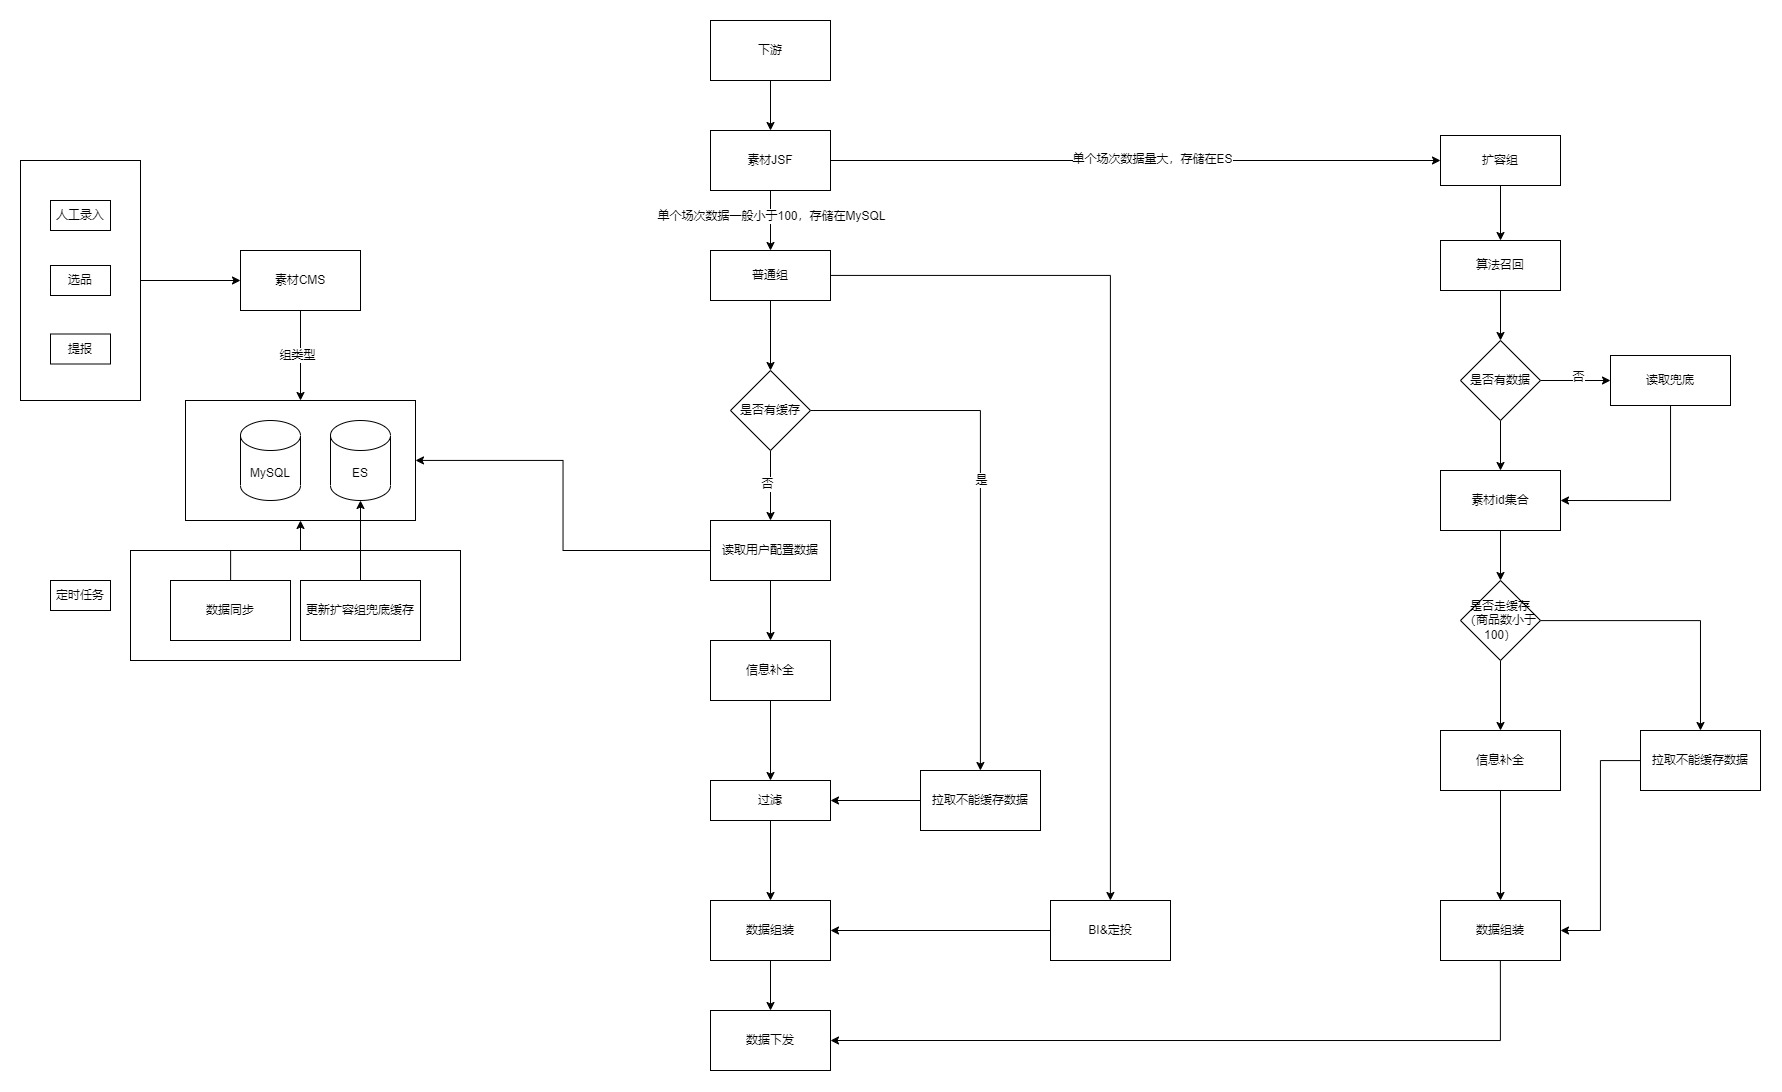 下游
素材JSF
单个场次数据量大，存储在ES
扩容组
人工录入
单个场次数据一般小于100，存储在MySQL
选品
素材CMS
普通组
算法召回
提报
组类型
是否有缓存
是否有数据
否
读取兜底
MySQL
ES
否
是
素材id集合
读取用户配置数据
定时任务
数据同步
更新扩容组兜底缓存
是否走缓存
（商品数小于
100）
信息补全
信息补全
拉取不能缓存数据
过滤
拉取不能缓存数据
数据组装
BI&定投
数据组装
数据下发